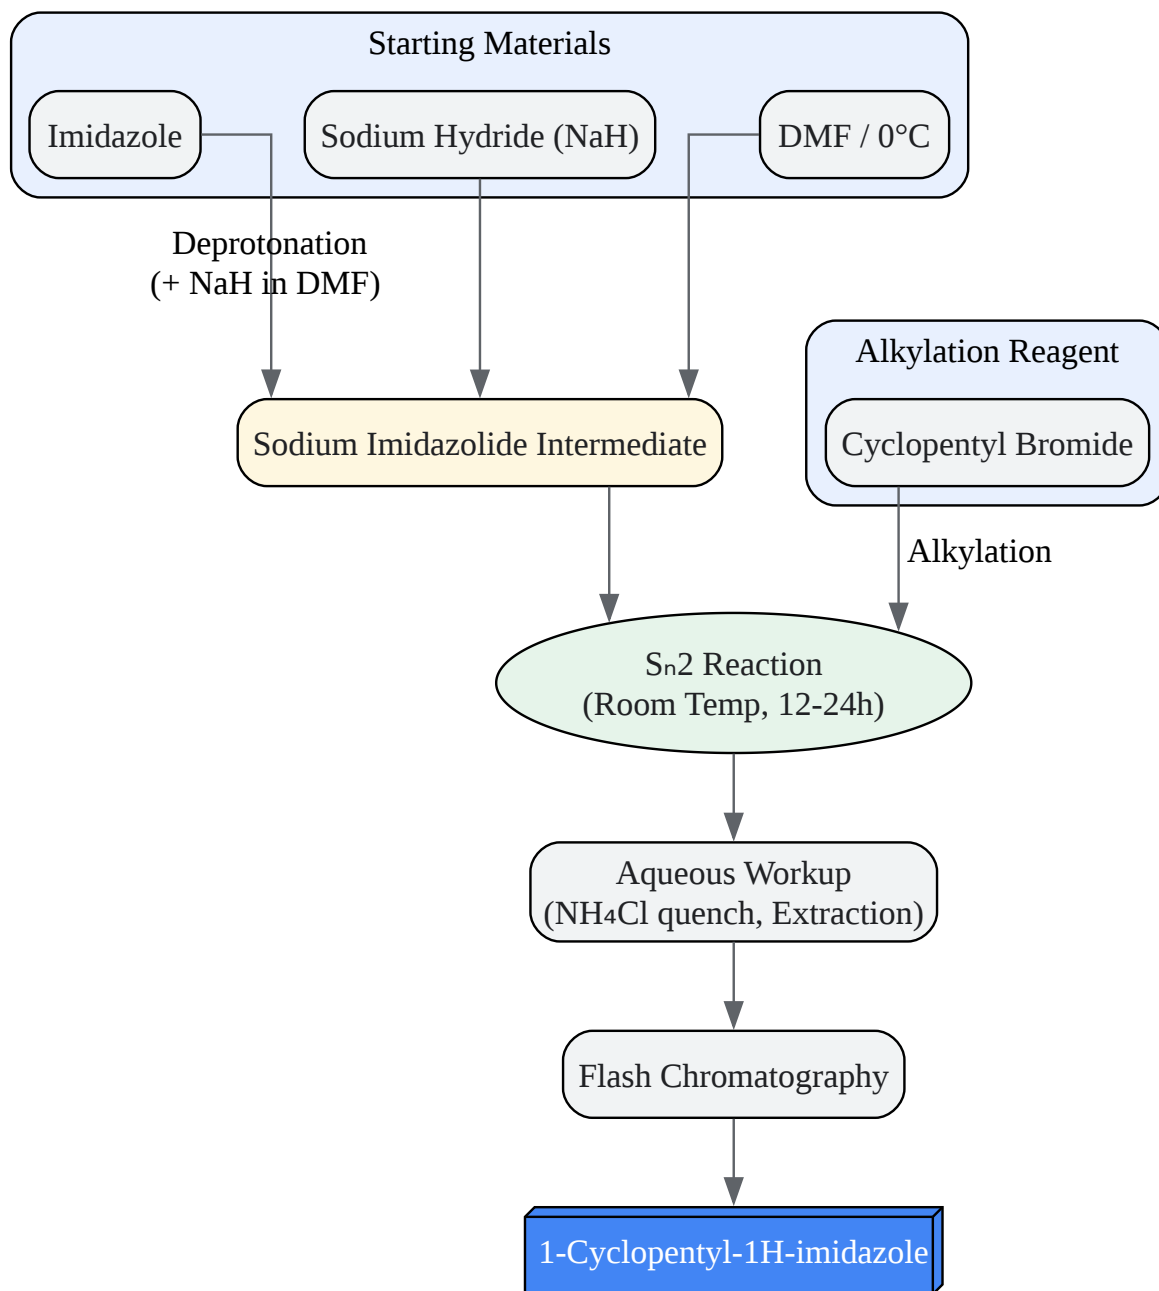 Starting Materials
Imidazole
Sodium Hydride (NaH)
DMF / 0°C
Deprotonation
(+ NaH in DMF)
Alkylation Reagent
Sodium Imidazolide Intermediate
Cyclopentyl Bromide
Alkylation
Sₙ2 Reaction
(Room Temp, 12-24h)
Aqueous Workup
(NH₄Cl quench, Extraction)
Flash Chromatography
1-Cyclopentyl-1H-imidazole